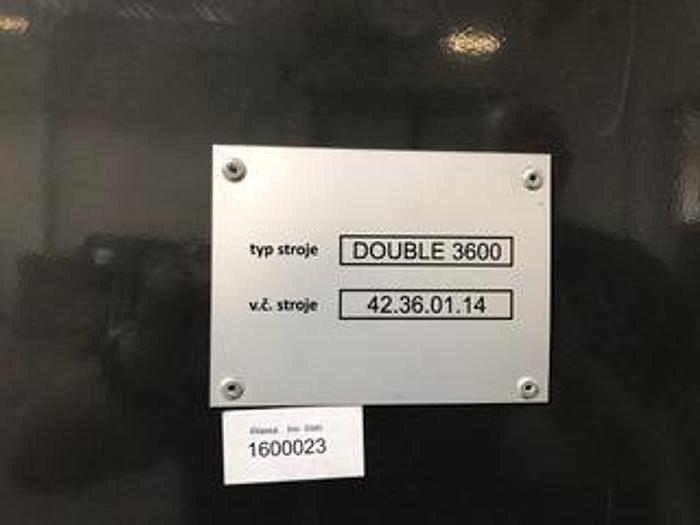 typ stroje DOUBLE 3600
v.č. stroje 42.36.01.14
1600023